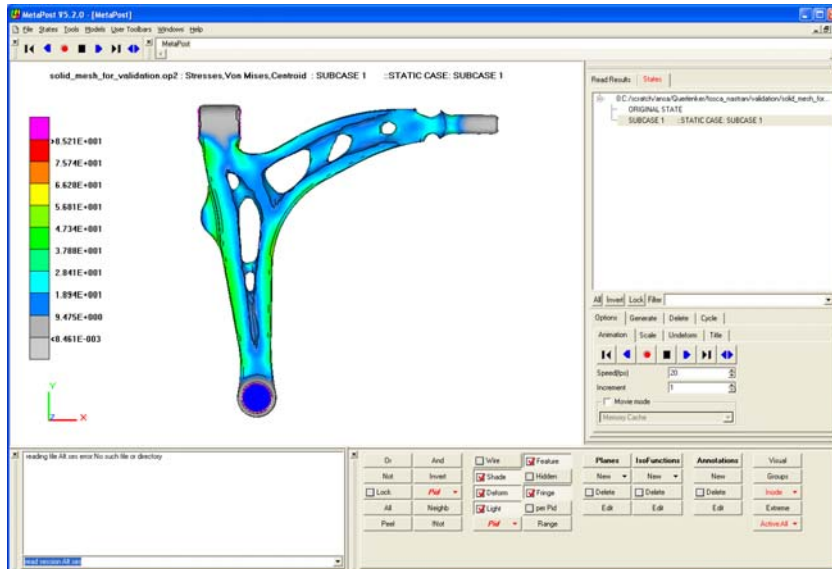 MetaPost V5.2.0 - [MetaPost]
File States Tools Models User Toolbars Windows Help
MetaPost
solid_mesh_for_validation.op2 : Stresses,Von Mises,Centroid : SUBCASE 1 ::STATIC CASE: SUBCASE 1
>8.521E+001
7.574E+001
6.628E+001
5.681E+001
4.734E+001
3.788E+001
2.841E+001
1.894E+001
9.475E+000
<8.461E-003
Y
Z X
Read Results States
ORIGINAL STATE
SUBCASE 1 ::STATIC CASE: SUBCASE 1
All Invert Lock Filter
Options Generate Delete Cycle
Animation Scale Undeform Title
Speed(fps) 20
Increment 1
Movie mode
Memory Cache
reading file Alt.ses error:No such file or directory
read session Alt.ses
Or And Wire Feature Planes IsoFunctions Annotations Visual
Not Invert Shade Hidden New New New Groups
Lock Pid Deform Fringe Delete Delete Delete Inside
All Neighb Light per Pid Edit Edit Edit Extreme
Peel !Not Pid Range Active All